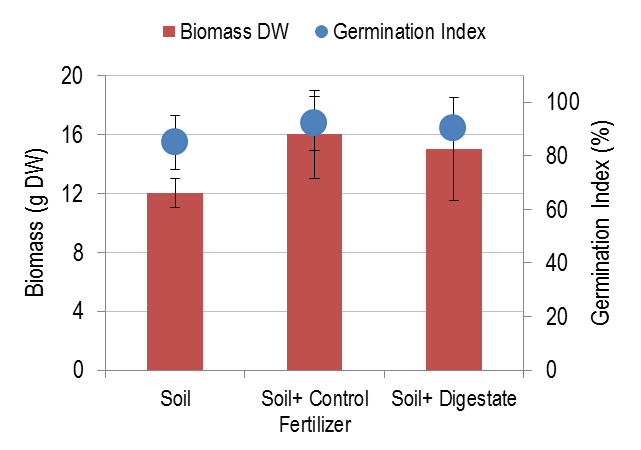 Biomass DW Germination Index
20
16
12
8
4
0
Biomass (g DW)
100
80
60
40
20
0
Germination Index (%)
Soil
Soil+ Control
Fertilizer
Soil+ Digestate